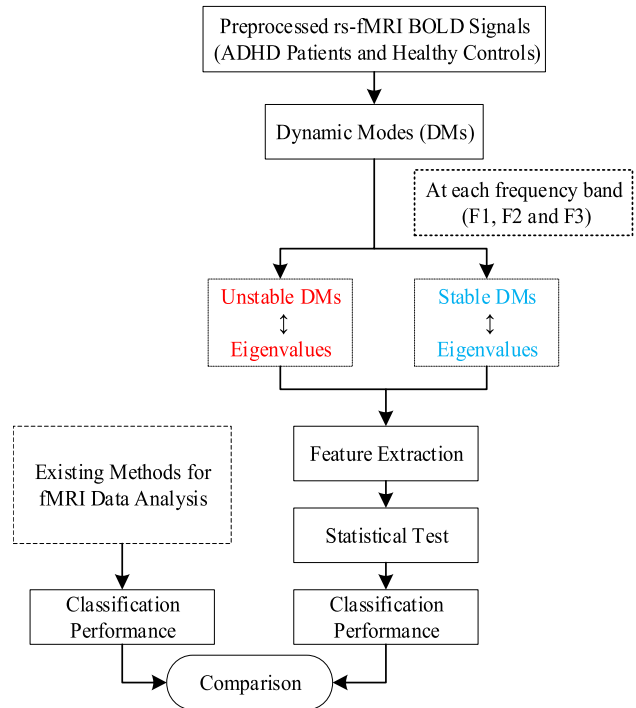 Preprocessed rs-fMRI BOLD Signals
(ADHD Patients and Healthy Controls)
Dynamic Modes (DMs)
At each frequency band
(F1, F2 and F3)
Unstable DMs
↕
Eigenvalues
Stable DMs
↕
Eigenvalues
Feature Extraction
Existing Methods for
fMRI Data Analysis
Statistical Test
Classification
Performance
Classification
Performance
Comparison